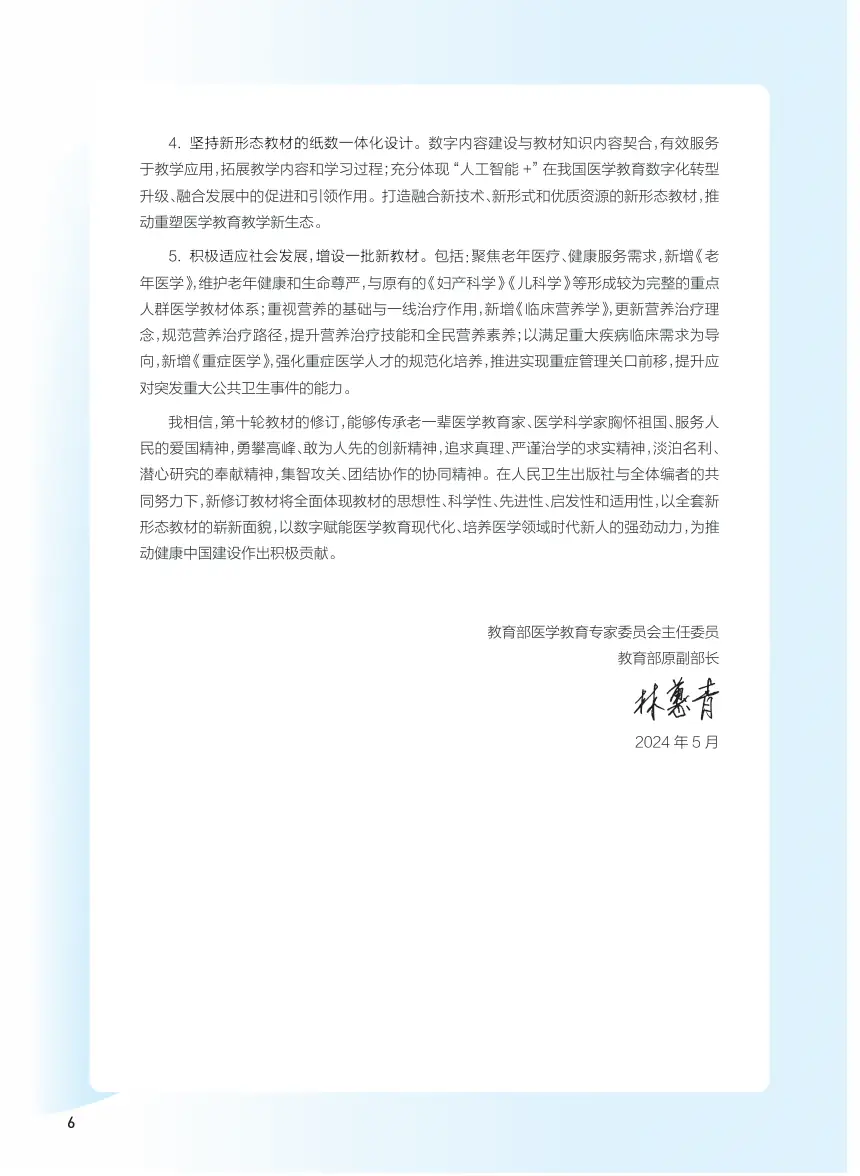 4. 坚持新形态教材的纸数一体化设计。数字内容建设与教材知识内容契合，有效服务
于教学应用，拓展教学内容和学习过程；充分体现“人工智能 +”在我国医学教育数字化转型
升级、融合发展中的促进和引领作用。打造融合新技术、新形式和优质资源的新形态教材，推
动重塑医学教育教学新生态。
5. 积极适应社会发展，增设一批新教材。包括：聚焦老年医疗、健康服务需求，新增《老
年医学》，维护老年健康和生命尊严，与原有的《妇产科学》《儿科学》等形成较为完整的重点
人群医学教材体系；重视营养的基础与一线治疗作用，新增《临床营养学》，更新营养治疗理
念，规范营养治疗路径，提升营养治疗技能和全民营养素养；以满足重大疾病临床需求为导
向，新增《重症医学》，强化重症医学人才的规范化培养，推进实现重症管理关口前移，提升应
对突发重大公共卫生事件的能力。
我相信，第十轮教材的修订，能够传承老一辈医学教育家、医学科学家胸怀祖国、服务人
民的爱国精神，勇攀高峰、敢为人先的创新精神，追求真理、严谨治学的求实精神，淡泊名利、
潜心研究的奉献精神，集智攻关、团结协作的协同精神。在人民卫生出版社与全体编者的共
同努力下，新修订教材将全面体现教材的思想性、科学性、先进性、启发性和适用性，以全套新
形态教材的崭新面貌，以数字赋能医学教育现代化、培养医学领域时代新人的强劲动力，为推
动健康中国建设作出积极贡献。
教育部医学教育专家委员会主任委员
教育部原副部长
林蕙青
2024 年 5 月
6